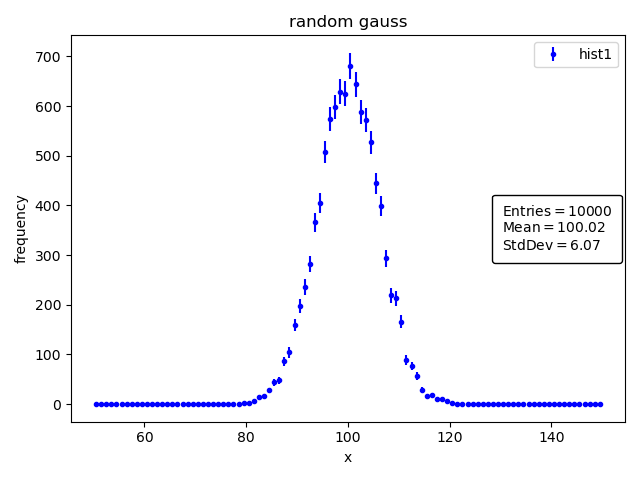 random gauss
hist1
700
600
500
400
300
200
100
0
frequency
Entries = 10000
Mean = 100.02
StdDev = 6.07
60 80 100 120 140
x